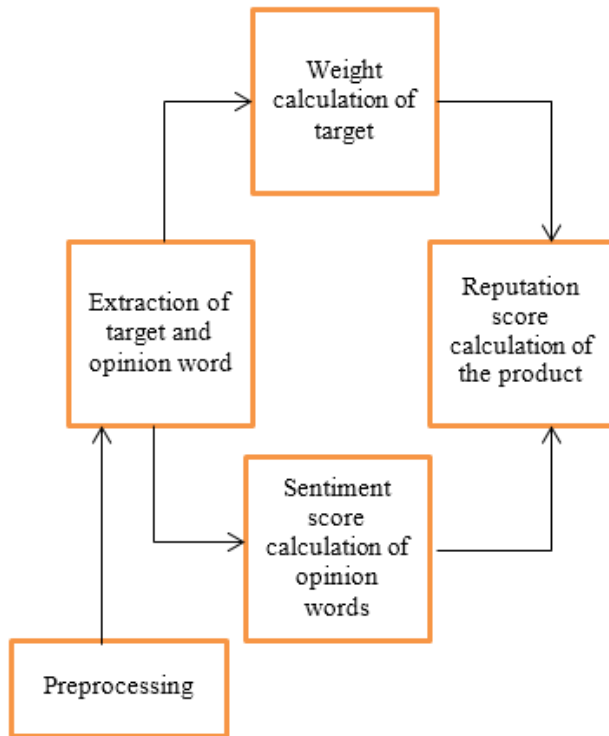 Weight
calculation of
target
Extraction of
target and
opinion word
Reputation
score
calculation of
the product
Sentiment
score
calculation of
opinion
words
Preprocessing